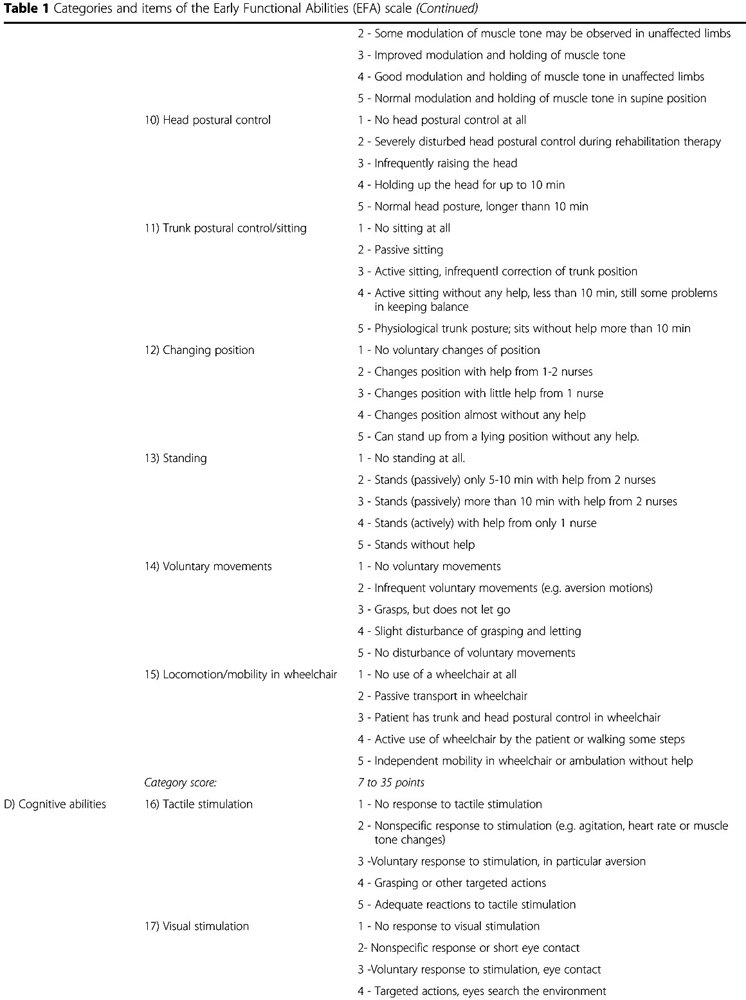 Table 1 Categories and items of the Early Functional Abilities (EFA) scale (Continued)
2 - Some modulation of muscle tone may be observed in unaffected limbs
3 - Improved modulation and holding of muscle tone
4 - Good modulation and holding of muscle tone in unaffected limbs
5 - Normal modulation and holding of muscle tone in supine position
10) Head postural control 1 - No head postural control at all
2 - Severely disturbed head postural control during rehabilitation therapy
3 - Infrequently raising the head
4 - Holding up the head for up to 10 min
5 - Normal head posture, longer thann 10 min
11) Trunk postural control/sitting 1 - No sitting at all
2 - Passive sitting
3 - Active sitting, infrequentl correction of trunk position
4 - Active sitting without any help, less than 10 min, still some problems
in keeping balance
5 - Physiological trunk posture; sits without help more than 10 min
12) Changing position 1 - No voluntary changes of position
2 - Changes position with help from 1-2 nurses
3 - Changes position with little help from 1 nurse
4 - Changes position almost without any help
5 - Can stand up from a lying position without any help.
13) Standing 1 - No standing at all.
2 - Stands (passively) only 5-10 min with help from 2 nurses
3 - Stands (passively) more than 10 min with help from 2 nurses
4 - Stands (actively) with help from only 1 nurse
5 - Stands without help
14) Voluntary movements 1 - No voluntary movements
2 - Infrequent voluntary movements (e.g. aversion motions)
3 - Grasps, but does not let go
4 - Slight disturbance of grasping and letting
5 - No disturbance of voluntary movements
15) Locomotion/mobility in wheelchair 1 - No use of a wheelchair at all
2 - Passive transport in wheelchair
3 - Patient has trunk and head postural control in wheelchair
4 - Active use of wheelchair by the patient or walking some steps
5 - Independent mobility in wheelchair or ambulation without help
Category score: 7 to 35 points
D) Cognitive abilities 16) Tactile stimulation 1 - No response to tactile stimulation
2 - Nonspecific response to stimulation (e.g. agitation, heart rate or muscle
tone changes)
3 -Voluntary response to stimulation, in particular aversion
4 - Grasping or other targeted actions
5 - Adequate reactions to tactile stimulation
17) Visual stimulation 1 - No response to visual stimulation
2- Nonspecific response or short eye contact
3 -Voluntary response to stimulation, eye contact
4 - Targeted actions, eyes search the environment